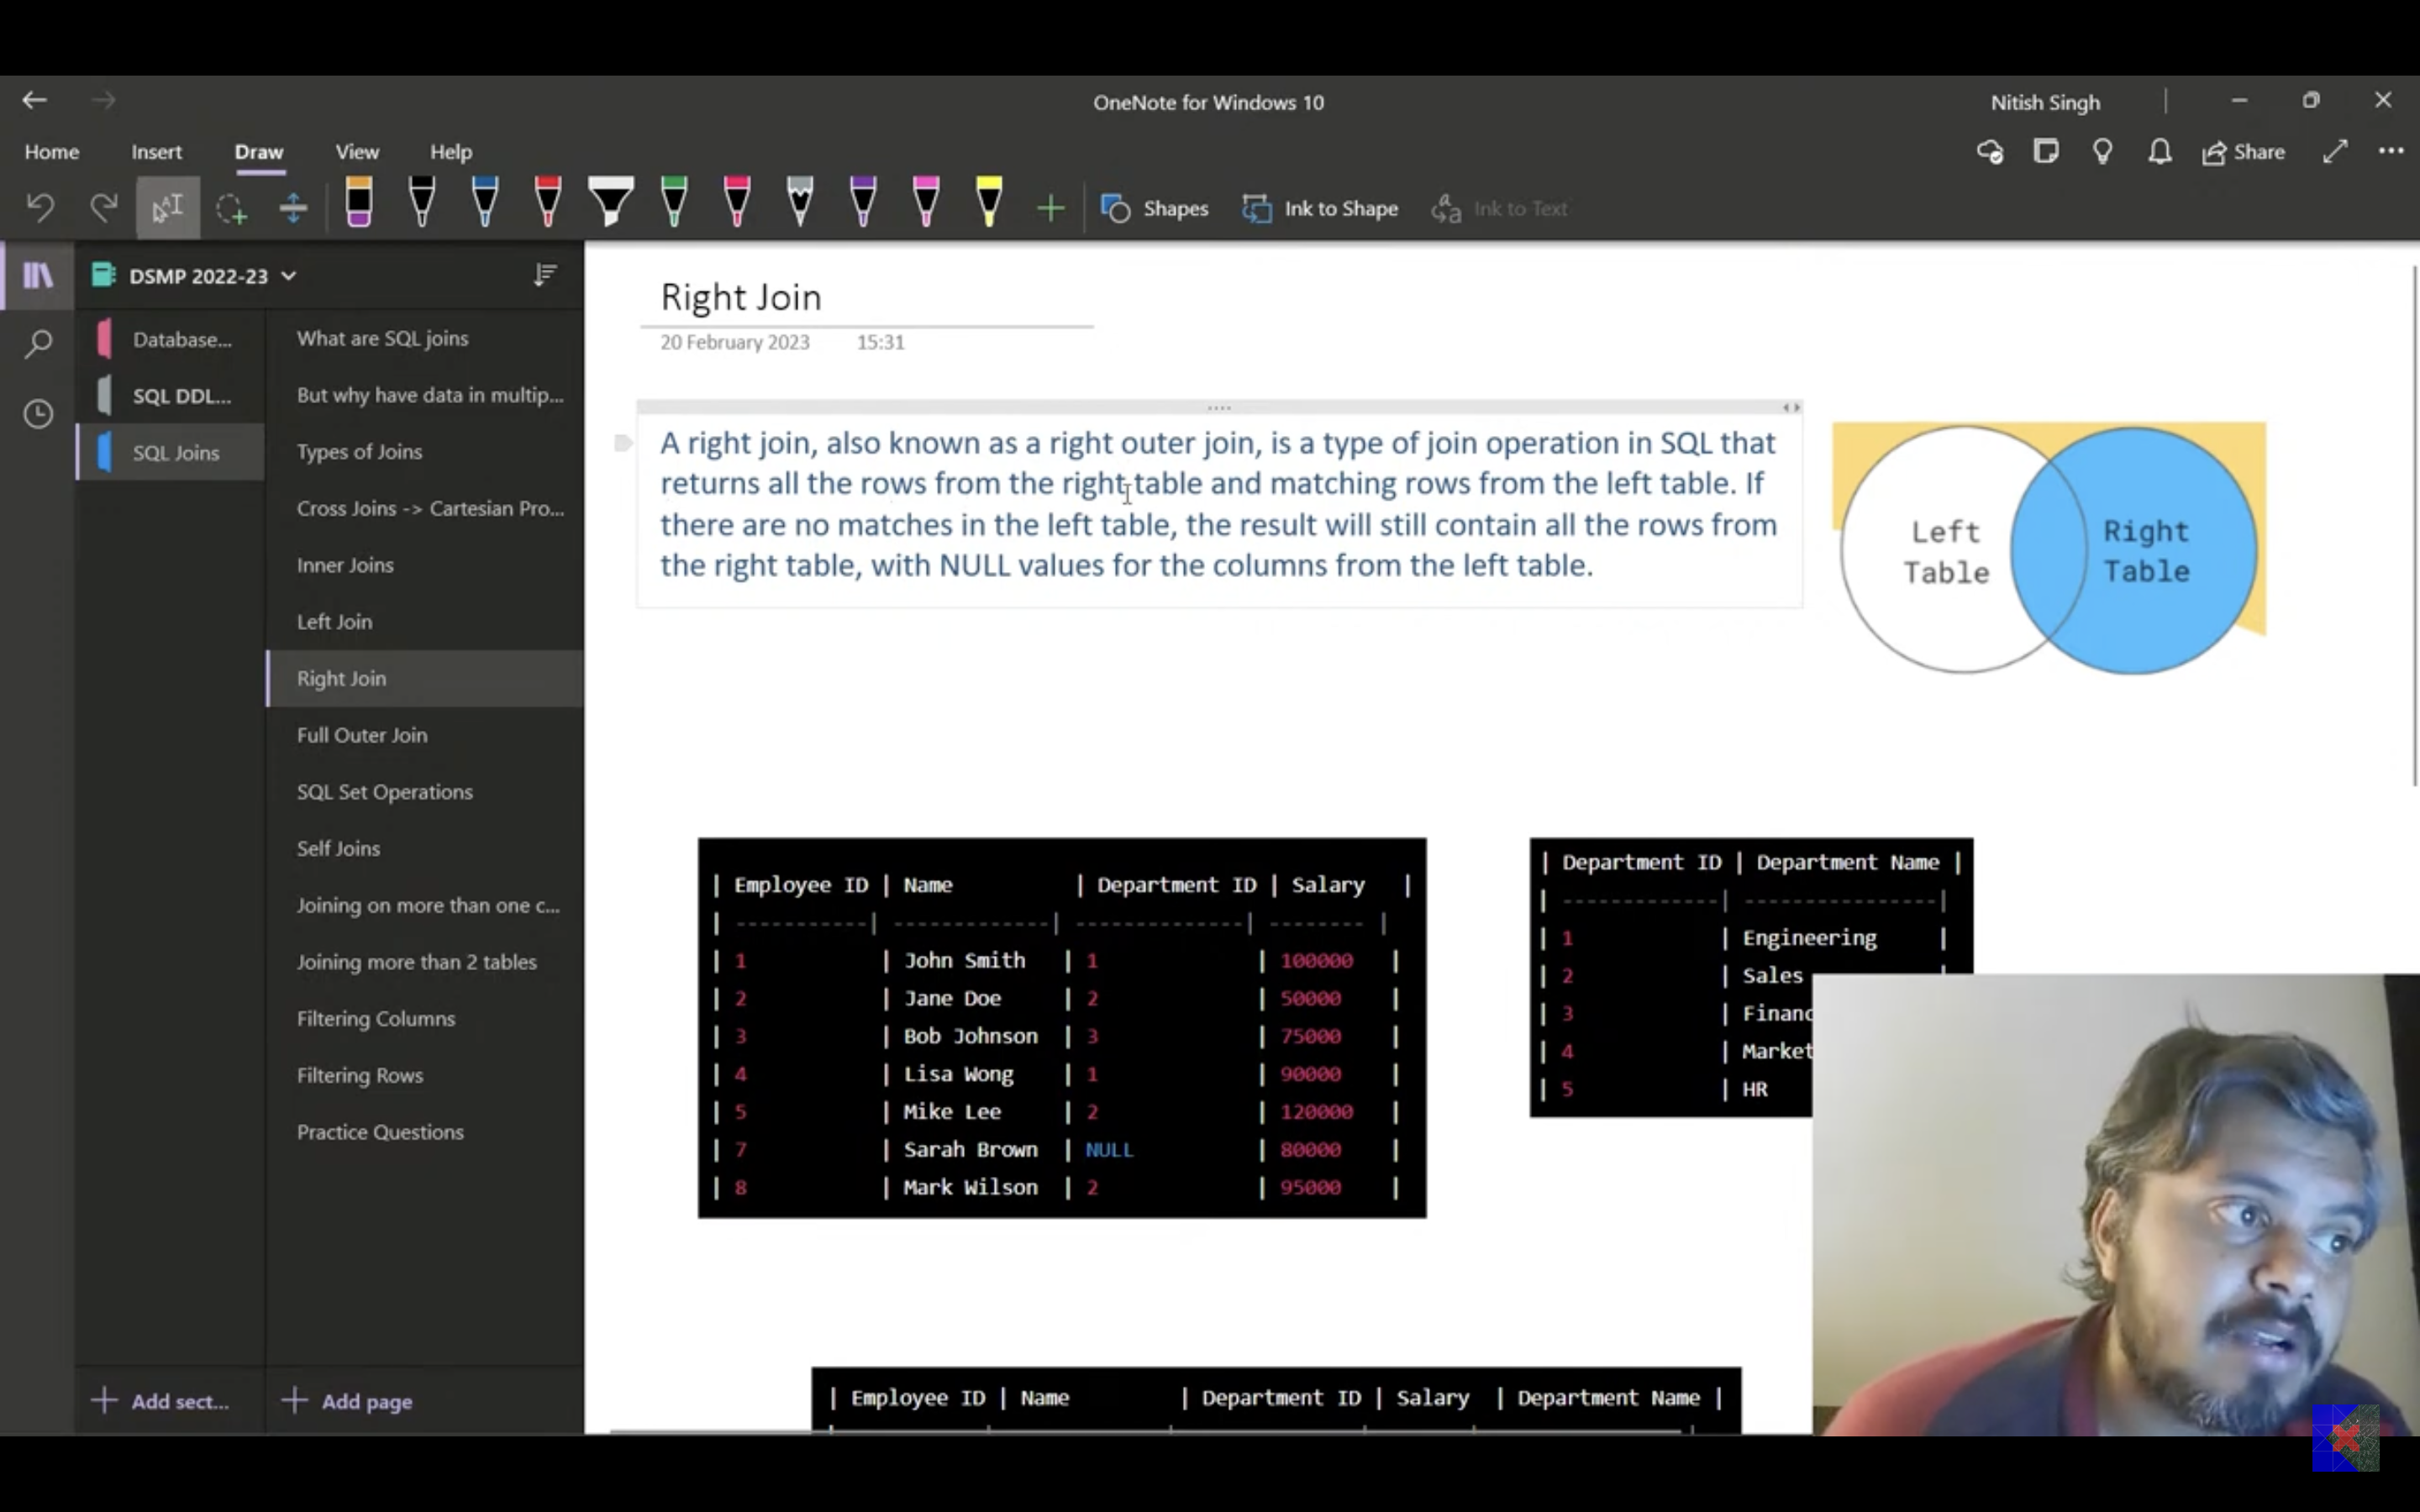 OneNote for Windows 10
Nitish Singh
Home Insert Draw View Help
Share
Shapes Ink to Shape Ink to Text
DSMP 2022-23
Database...
SQL DDL...
SQL Joins
What are SQL joins
But why have data in multip...
Types of Joins
Cross Joins -> Cartesian Pro...
Inner Joins
Left Join
Right Join
Full Outer Join
SQL Set Operations
Self Joins
Joining on more than one c...
Joining more than 2 tables
Filtering Columns
Filtering Rows
Practice Questions
Add sect...
Add page
Right Join
20 February 2023 15:31
A right join, also known as a right outer join, is a type of join operation in SQL that
returns all the rows from the right table and matching rows from the left table. If
there are no matches in the left table, the result will still contain all the rows from
the right table, with NULL values for the columns from the left table.
Left
Table
Right
Table
| Employee ID | Name | Department ID | Salary |
| 1 | John Smith | 1 | 100000 |
| 2 | Jane Doe | 2 | 50000 |
| 3 | Bob Johnson | 3 | 75000 |
| 4 | Lisa Wong | 1 | 90000 |
| 5 | Mike Lee | 2 | 120000 |
| 7 | Sarah Brown | NULL | 80000 |
| 8 | Mark Wilson | 2 | 95000 |
| Department ID | Department Name |
| 1 | Engineering |
| 2 | Sales
| 3 | Financ
| 4 | Market
| 5 | HR
| Employee ID | Name | Department ID | Salary | Department Name |